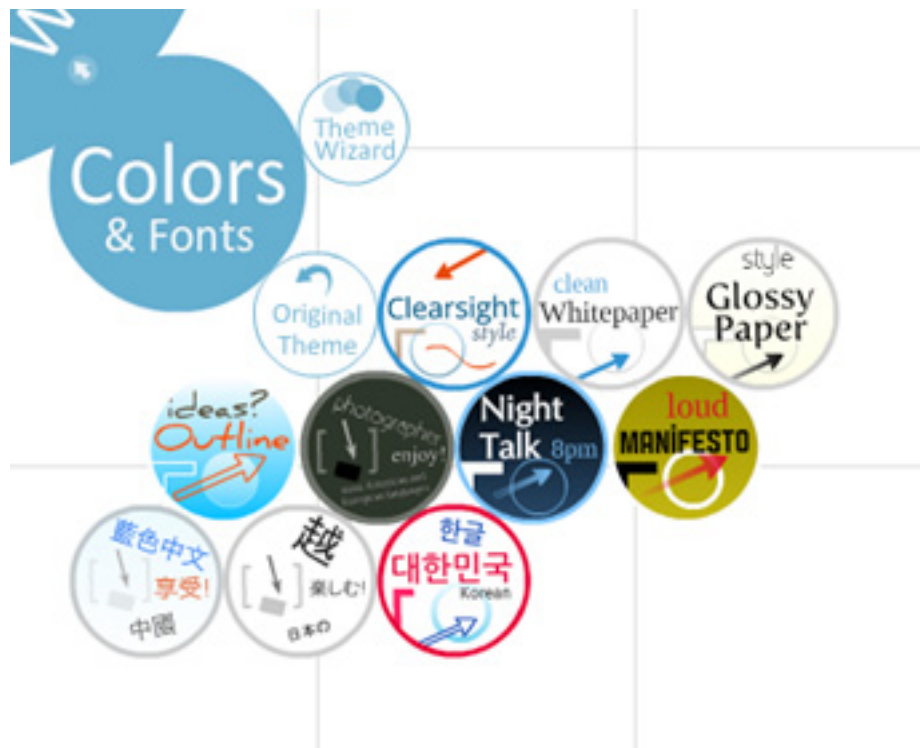 W
Colors
& Fonts
Theme
Wizard
Original
Theme
Clearsight
style
clean
Whitepaper
style
Glossy
Paper
ideas?
Outline
photographer
enjoy!
Night
Talk 8pm
loud
MANiFESTO
藍色中文
享受!
中國
越
楽しむ!
日本の
한글
대한민국
Korean